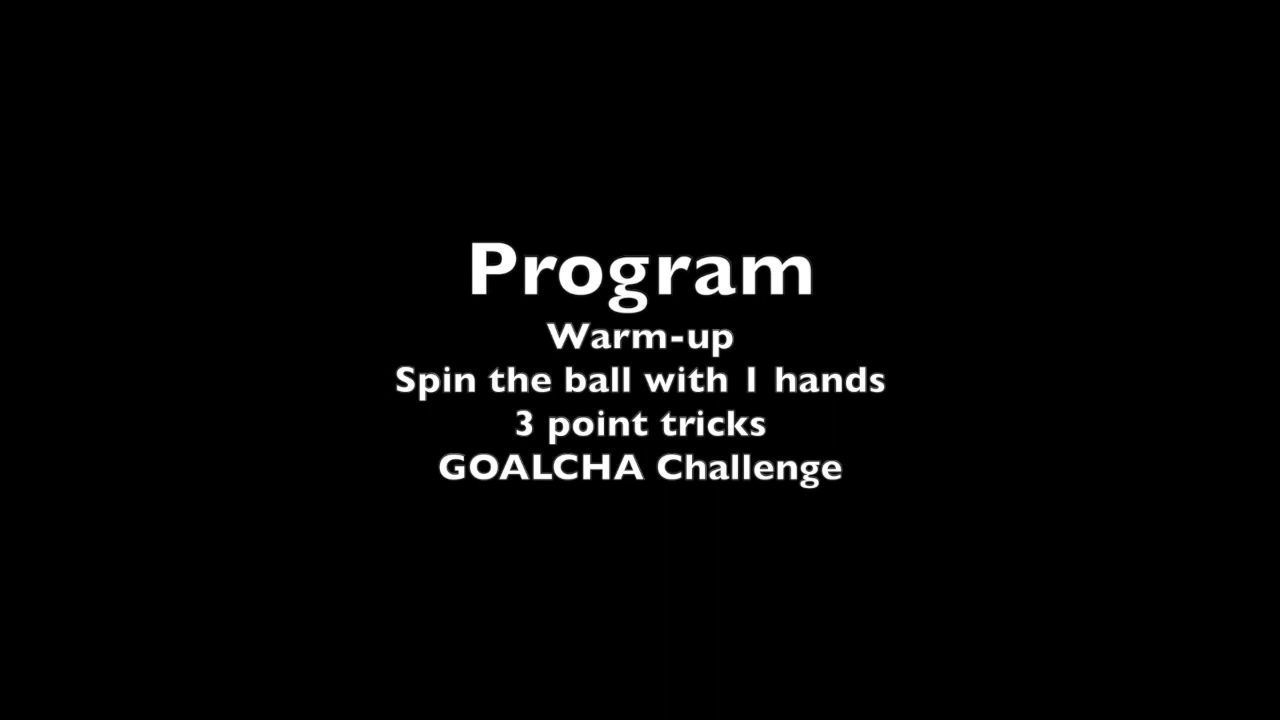 Program
Warm-up
Spin the ball with 1 hands
3 point tricks
GOALCHA Challenge